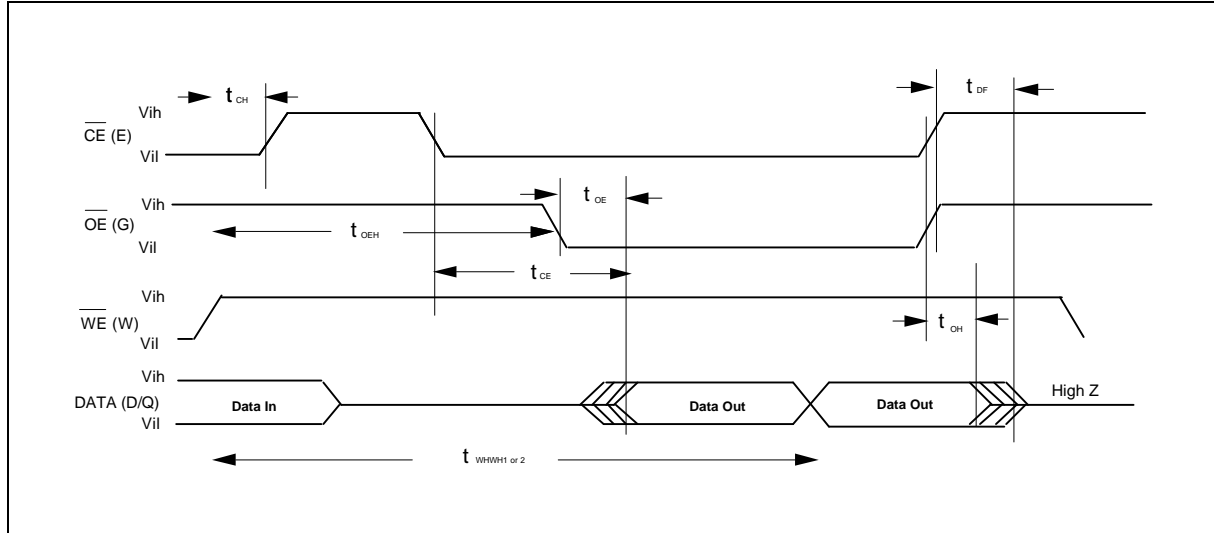 t CH
t DF
Vih
CE (E)
Vil
t OE
Vih
OE (G)
t OEH
Vil
t CE
Vih
WE (W)
t OH
Vil
Vih
DATA (D/Q)
Data In
Data Out
Data Out
High Z
Vil
t WHWH1 or 2